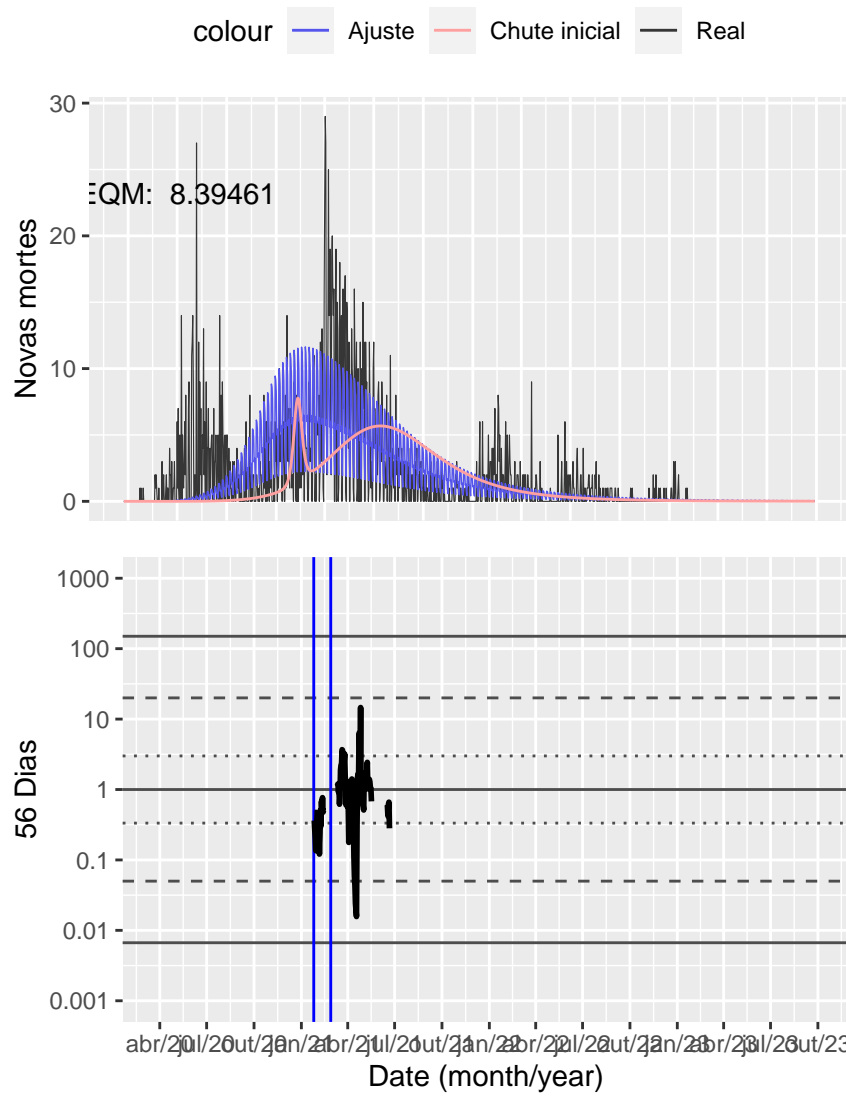 colour Ajuste Chute inicial Real
30
20
10
0
Novas mortes
EQM: 8.39461
1000
100
10
1
0.1
0.01
0.001
56 Dias
abr/20 jul/20 out/20 jan/21 abr/21 jul/21 out/21 jan/22 abr/22 jul/22 out/22 jan/23 abr/23 jul/23 out/23
Date (month/year)